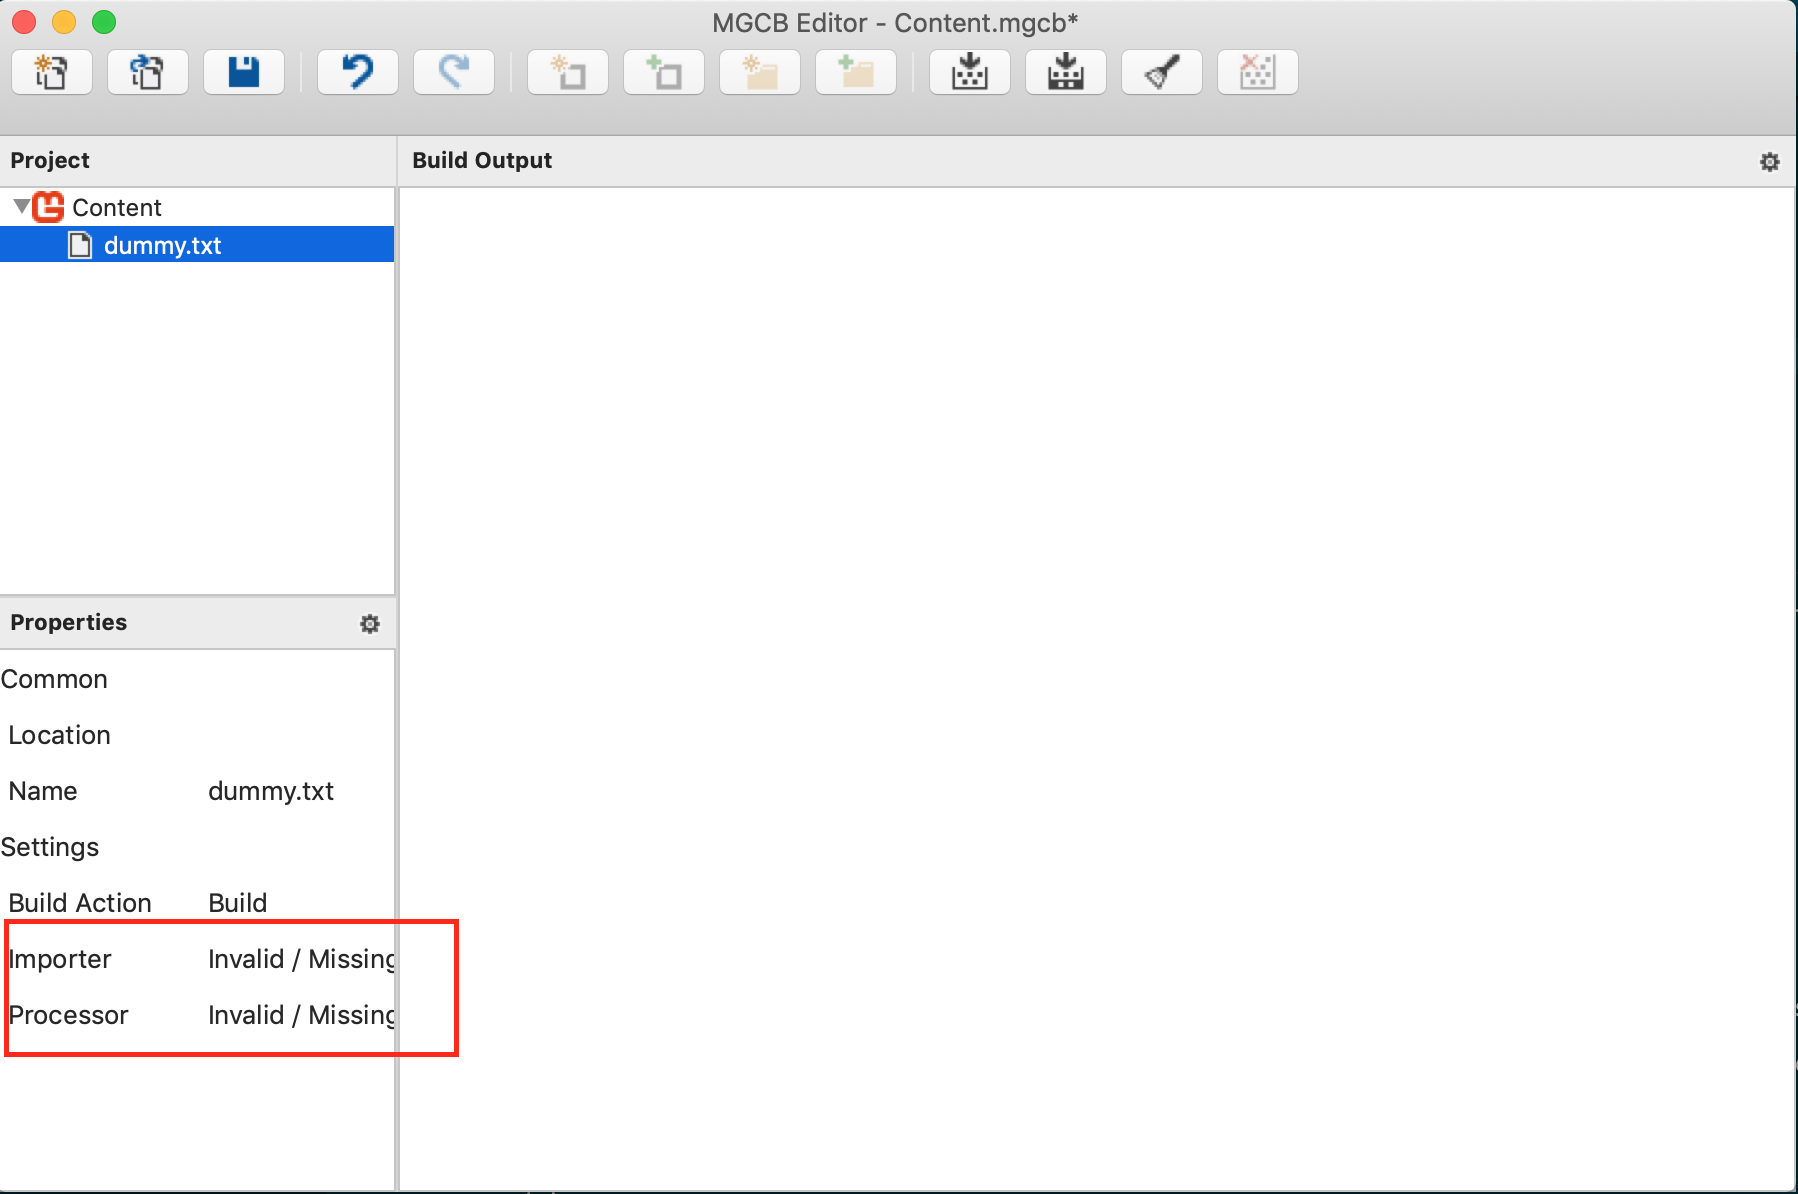 MGCB Editor - Content.mgcb*
Project
Build Output
Content
dummy.txt
Properties
Common
Location
Name dummy.txt
Settings
Build Action Build
Importer Invalid / Missing
Processor Invalid / Missing